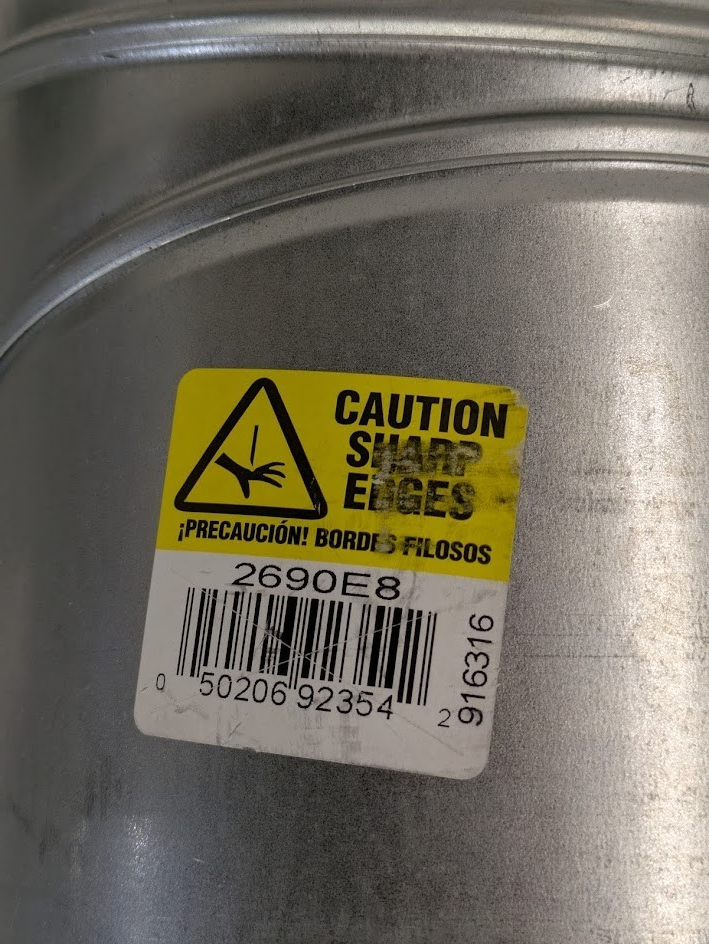 CAUTION
SHARP
EDGES
¡PRECAUCIÓN! BORDES FILOSOS
2690E8
0 50206 92354 2
916316